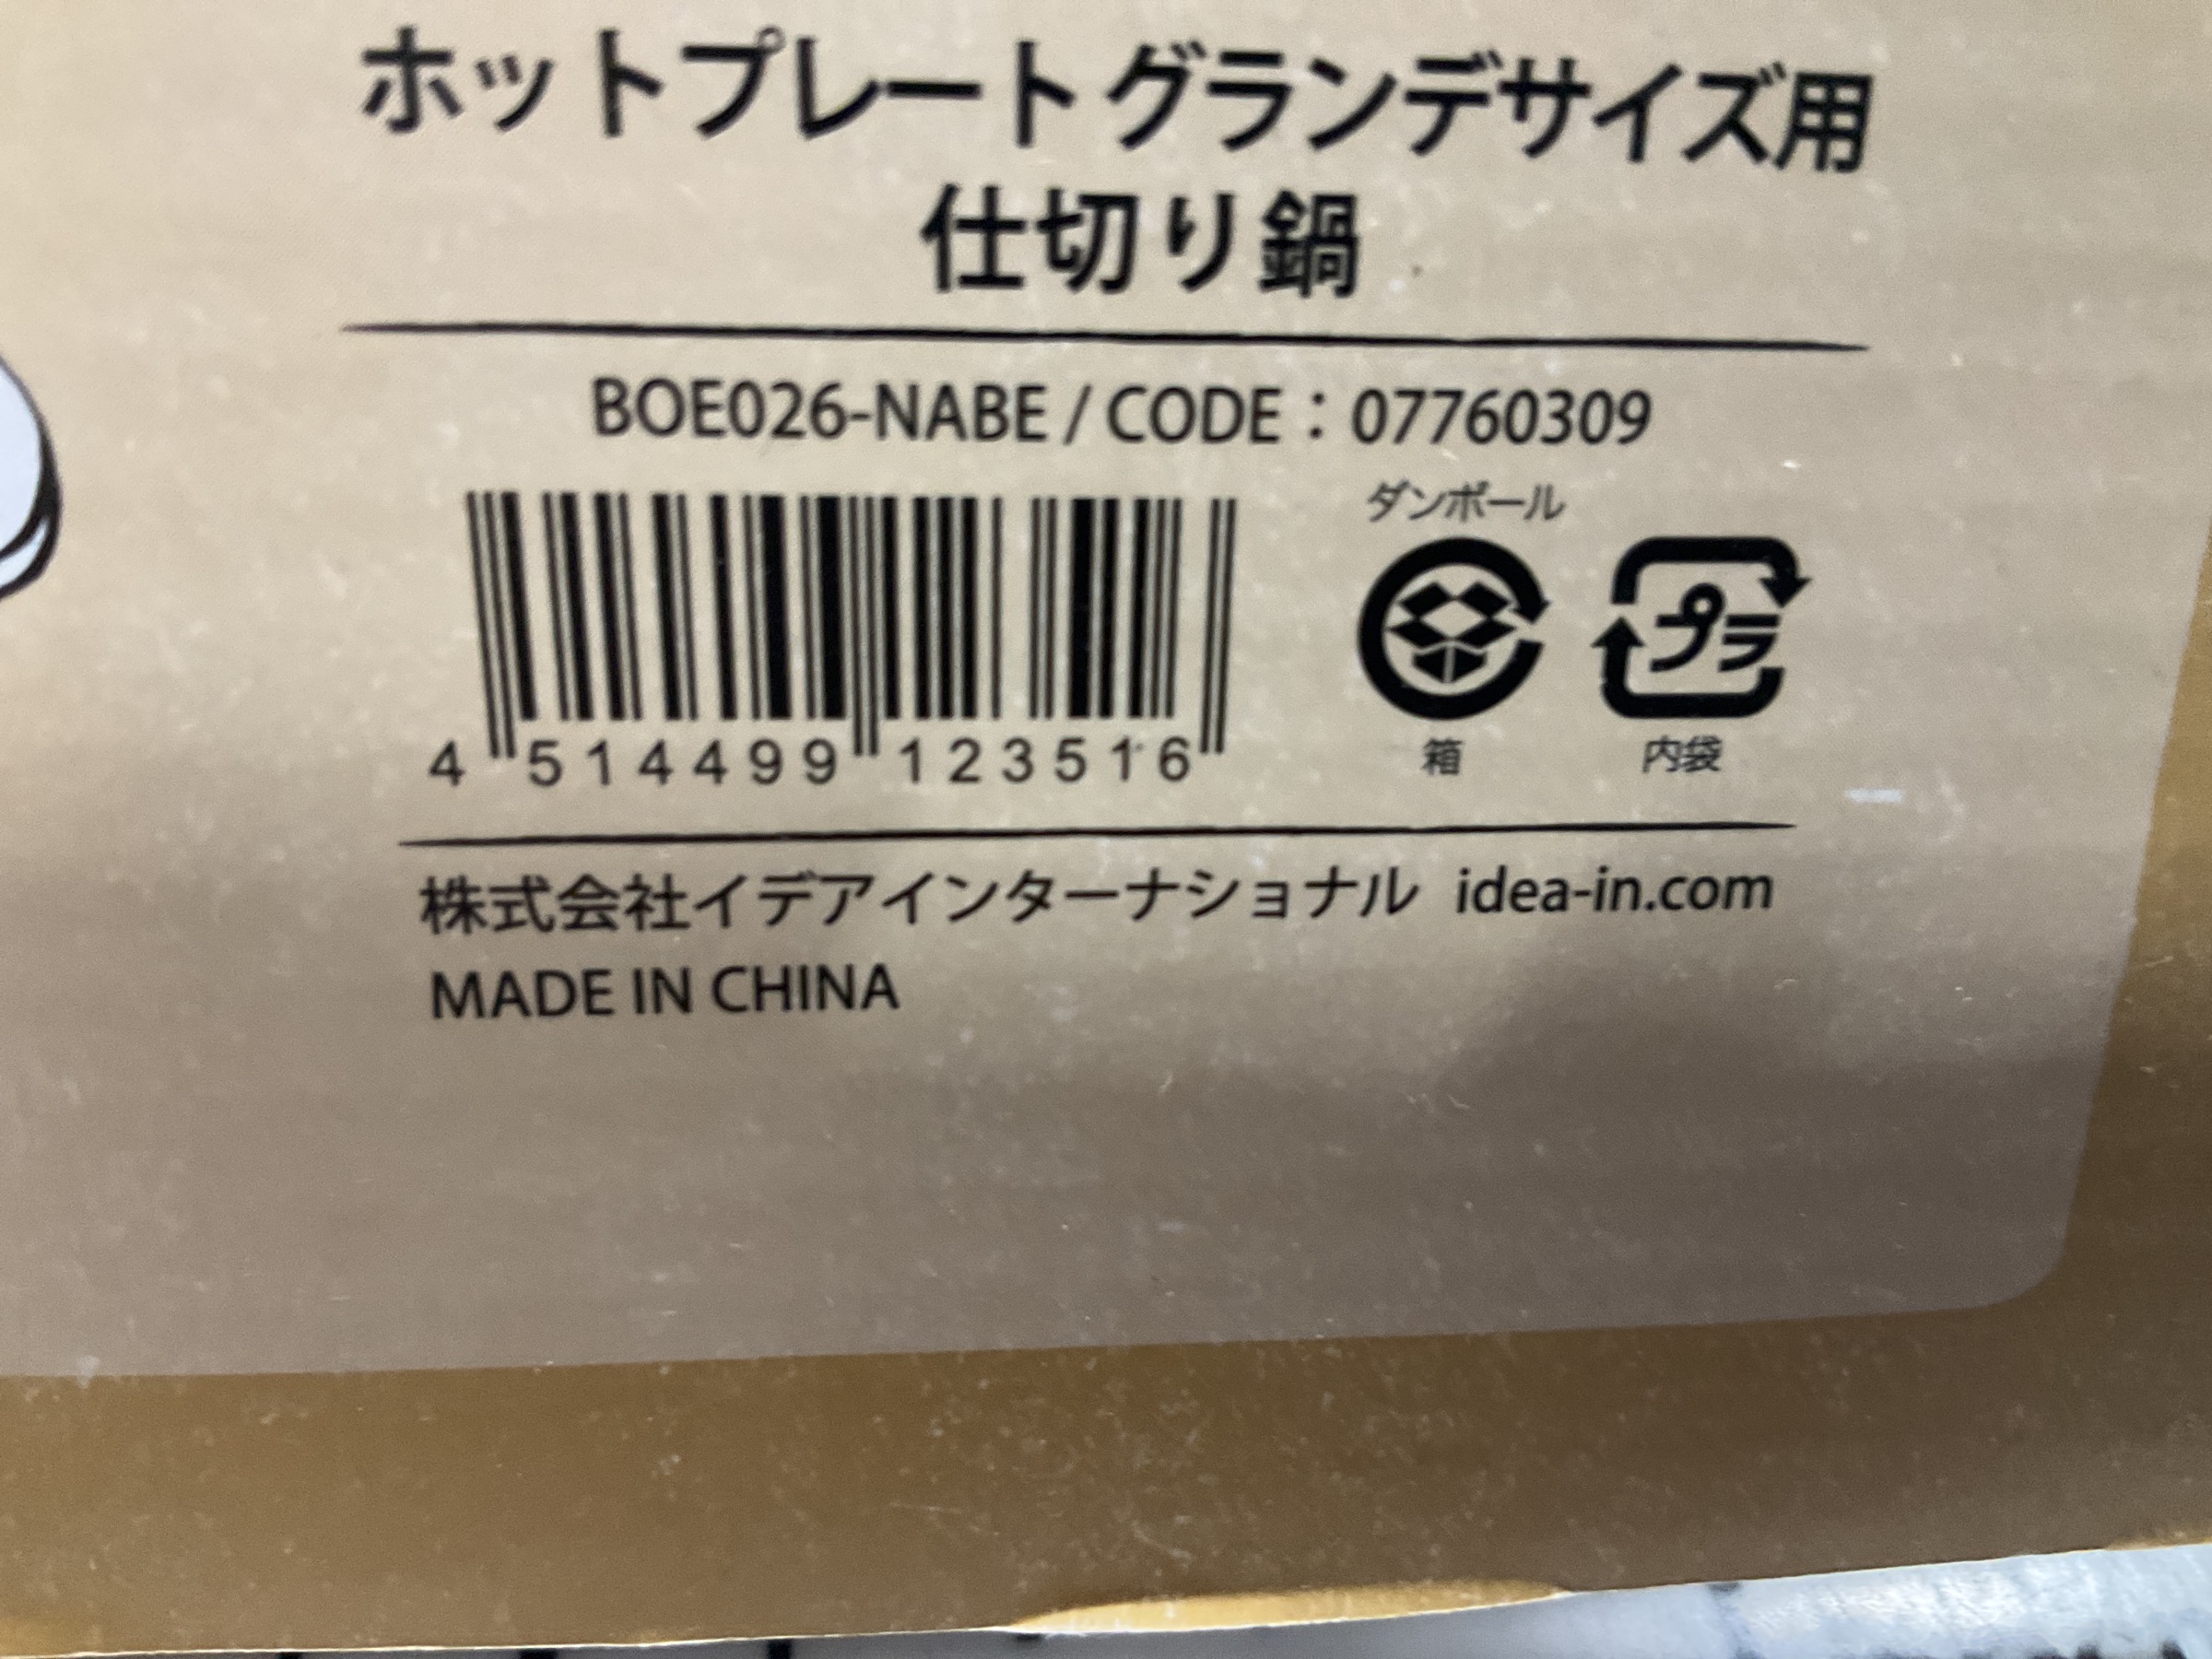 ホットプレート グランデサイズ用
仕切り鍋
BOE026-NABE / CODE：07760309
ダンボール
プラ
4 514499 123516
箱
内袋
株式会社イデアインターナショナル idea-in.com
MADE IN CHINA